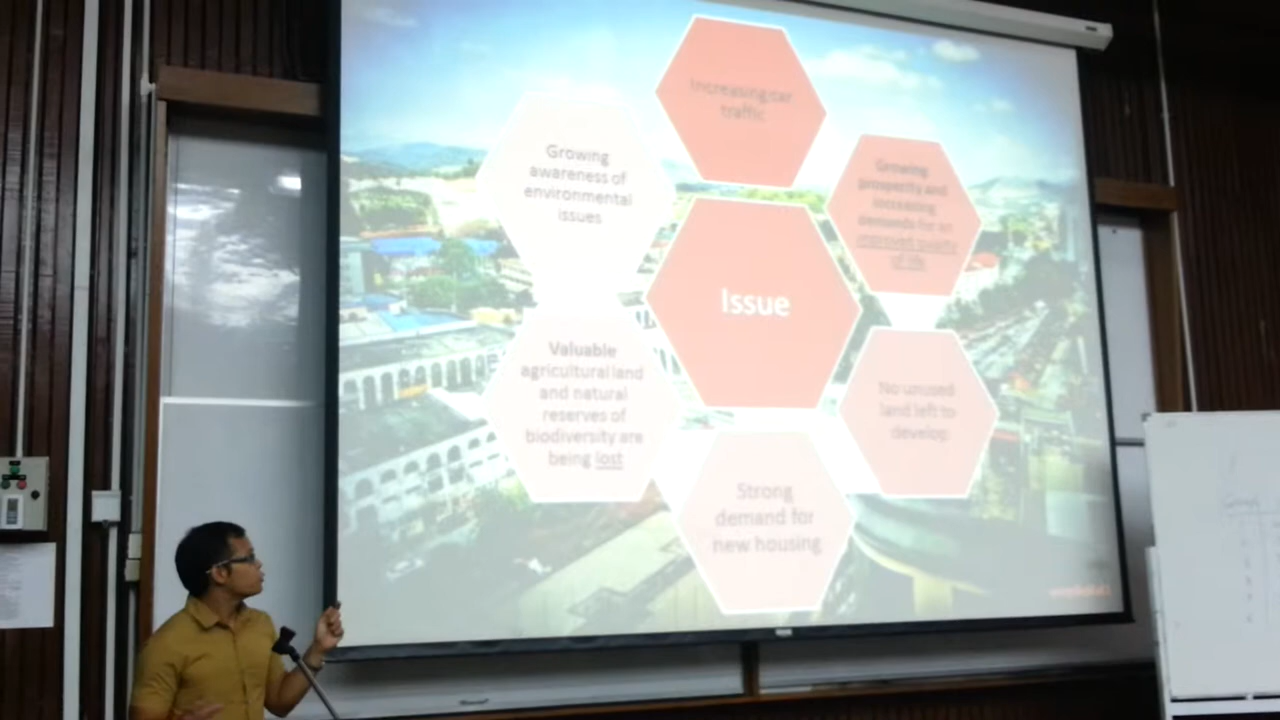 Increasing car
traffic
Growing
prosperity and
increasing
demands for an
improved quality
of life
No unused
land left to
develop
Strong
demand for
new housing
Valuable
agricultural land
and natural
reserves of
biodiversity are
being lost
Growing
awareness of
environmental
issues
Issue